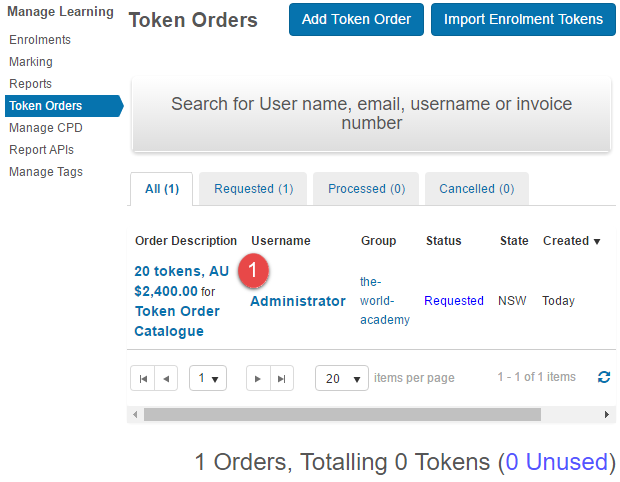 Manage Learning
Enrolments
Marking
Reports
Token Orders
Manage CPD
Report APIs
Manage Tags
Token Orders
Add Token Order
Import Enrolment Tokens
Search for User name, email, username or invoice
number
All (1)
Requested (1)
Processed (0)
Cancelled (0)
Order Description Username Group Status State Created ▼
20 tokens, AU
$2,400.00 for
Token Order
Catalogue
1
Administrator
the-
world-
academy
Requested
NSW
Today
1
20
items per page
1 - 1 of 1 items
1 Orders, Totalling 0 Tokens (0 Unused)